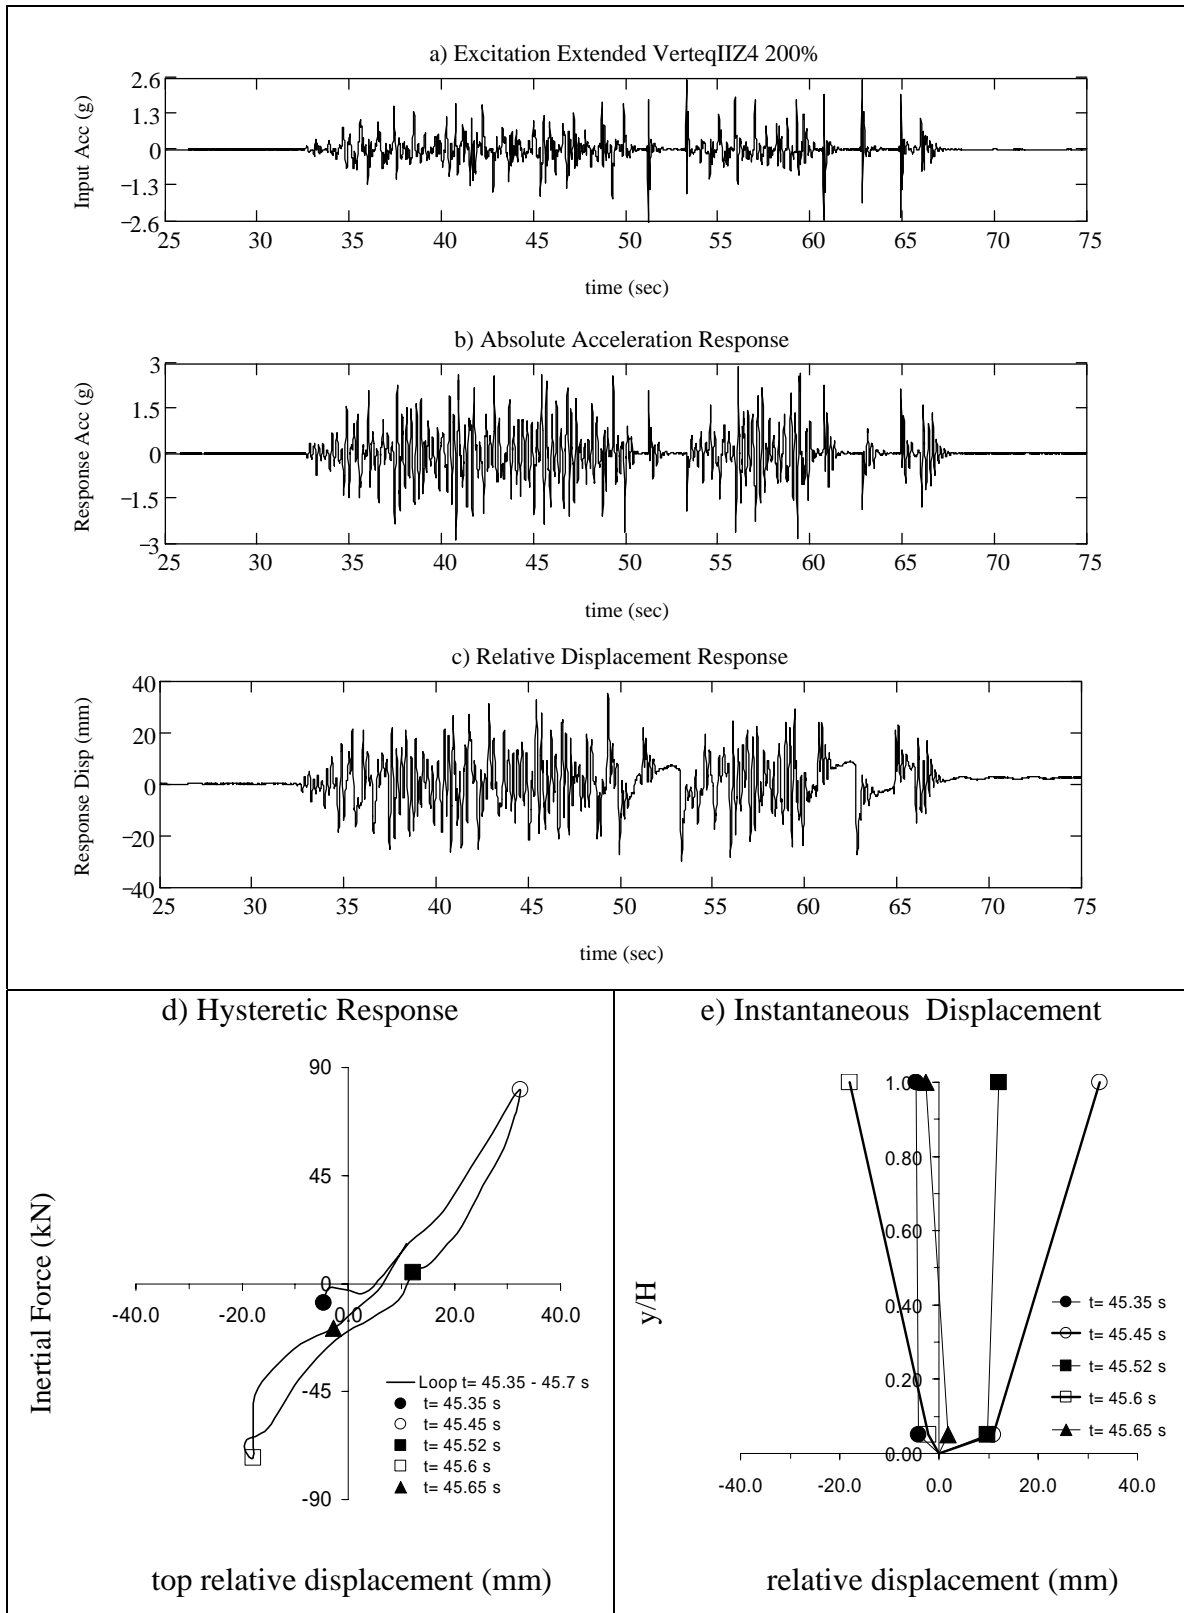 a) Excitation Extended VerteqIIZ4 200%
Input Acc (g)
2.6
1.3
0
−1.3
−2.6
25 30 35 40 45 50 55 60 65 70 75
time (sec)
b) Absolute Acceleration Response
Response Acc (g)
3
1.5
0
−1.5
−3
25 30 35 40 45 50 55 60 65 70 75
time (sec)
c) Relative Displacement Response
Response Disp (mm)
40
20
0
−20
−40
25 30 35 40 45 50 55 60 65 70 75
time (sec)
d) Hysteretic Response
Inertial Force (kN)
90
45
0
-45
-90
-40.0 -20.0 0.0 20.0 40.0
Loop t= 45.35 - 45.7 s
t= 45.35 s
t= 45.45 s
t= 45.52 s
t= 45.6 s
t= 45.65 s
top relative displacement (mm)
e) Instantaneous Displacement
y/H
1.00
0.80
0.60
0.40
0.20
0.00
-40.0 -20.0 0.0 20.0 40.0
t= 45.35 s
t= 45.45 s
t= 45.52 s
t= 45.6 s
t= 45.65 s
relative displacement (mm)